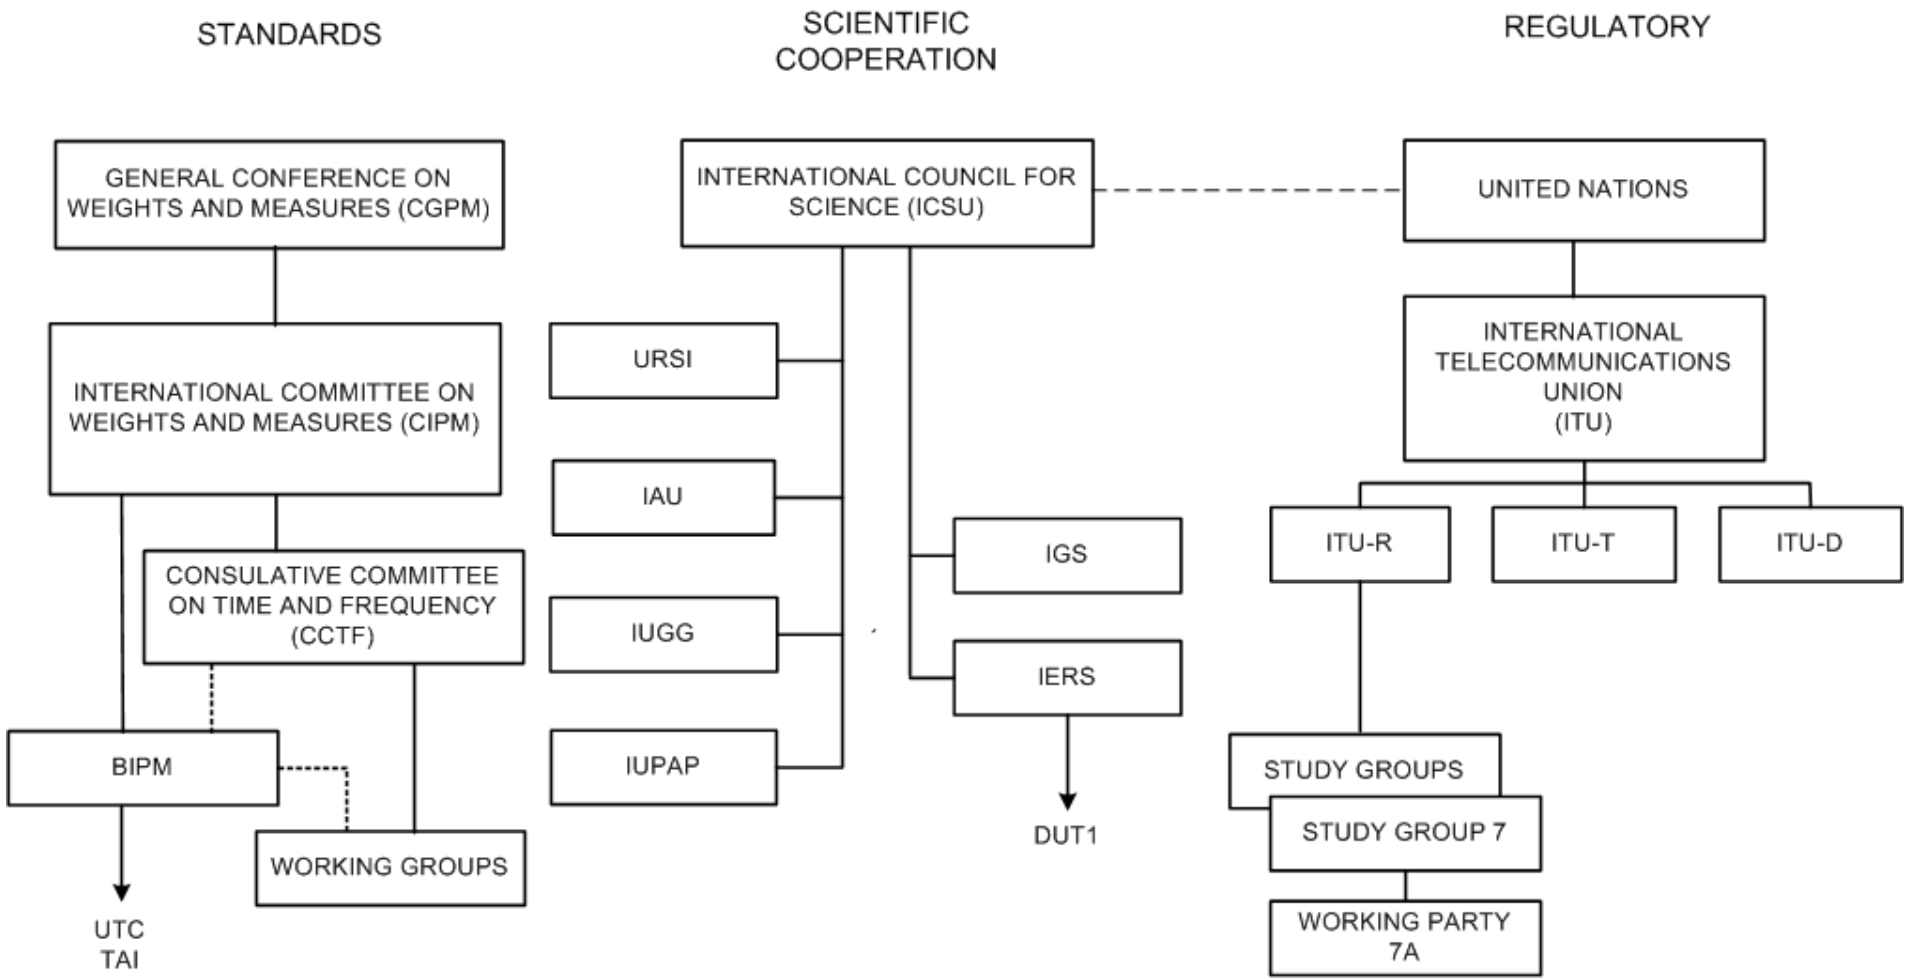 STANDARDS
SCIENTIFIC
COOPERATION
REGULATORY
GENERAL CONFERENCE ON
WEIGHTS AND MEASURES (CGPM)
INTERNATIONAL COMMITTEE ON
WEIGHTS AND MEASURES (CIPM)
CONSULATIVE COMMITTEE
ON TIME AND FREQUENCY
(CCTF)
BIPM
WORKING GROUPS
UTC
TAI
INTERNATIONAL COUNCIL FOR
SCIENCE (ICSU)
URSI
IAU
IUGG
IUPAP
IGS
IERS
DUT1
UNITED NATIONS
INTERNATIONAL
TELECOMMUNICATIONS
UNION
(ITU)
ITU-R
ITU-T
ITU-D
STUDY GROUPS
STUDY GROUP 7
WORKING PARTY
7A